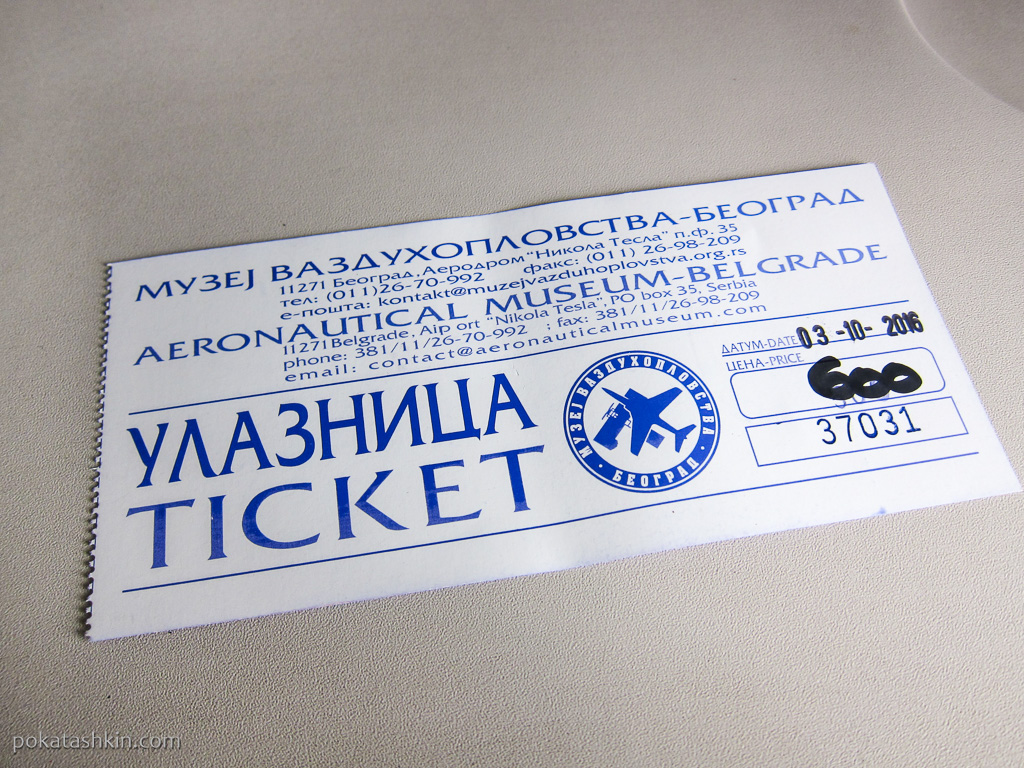 МУЗЕЈ ВАЗДУХОПЛОВСТВА-БЕОГРАД
11271 Београд, Аеродром "Никола Тесла" п.ф. 35
тел: (011)26-70-992 факс: (011) 26-98-209
е-пошта: kontakt@muzejvazduhoplovstva.org.rs
AERONAUTICAL MUSEUM-BELGRADE
11271Belgrade, Aip ort "Nikola Tesla",PO box 35, Serbia
phone: 381/11/26-70-992 ; fax: 381/11/26-98-209
email: contact@aeronauticalmuseum.com
УЛАЗНИЦА
TICKET
МУЗЕЈ ВАЗДУХОПЛОВСТВА
• БЕОГРАД •
ДАТУМ-DATE 03 -10- 2016
ЦЕНА-PRICE
600
37031
pokatashkin.com